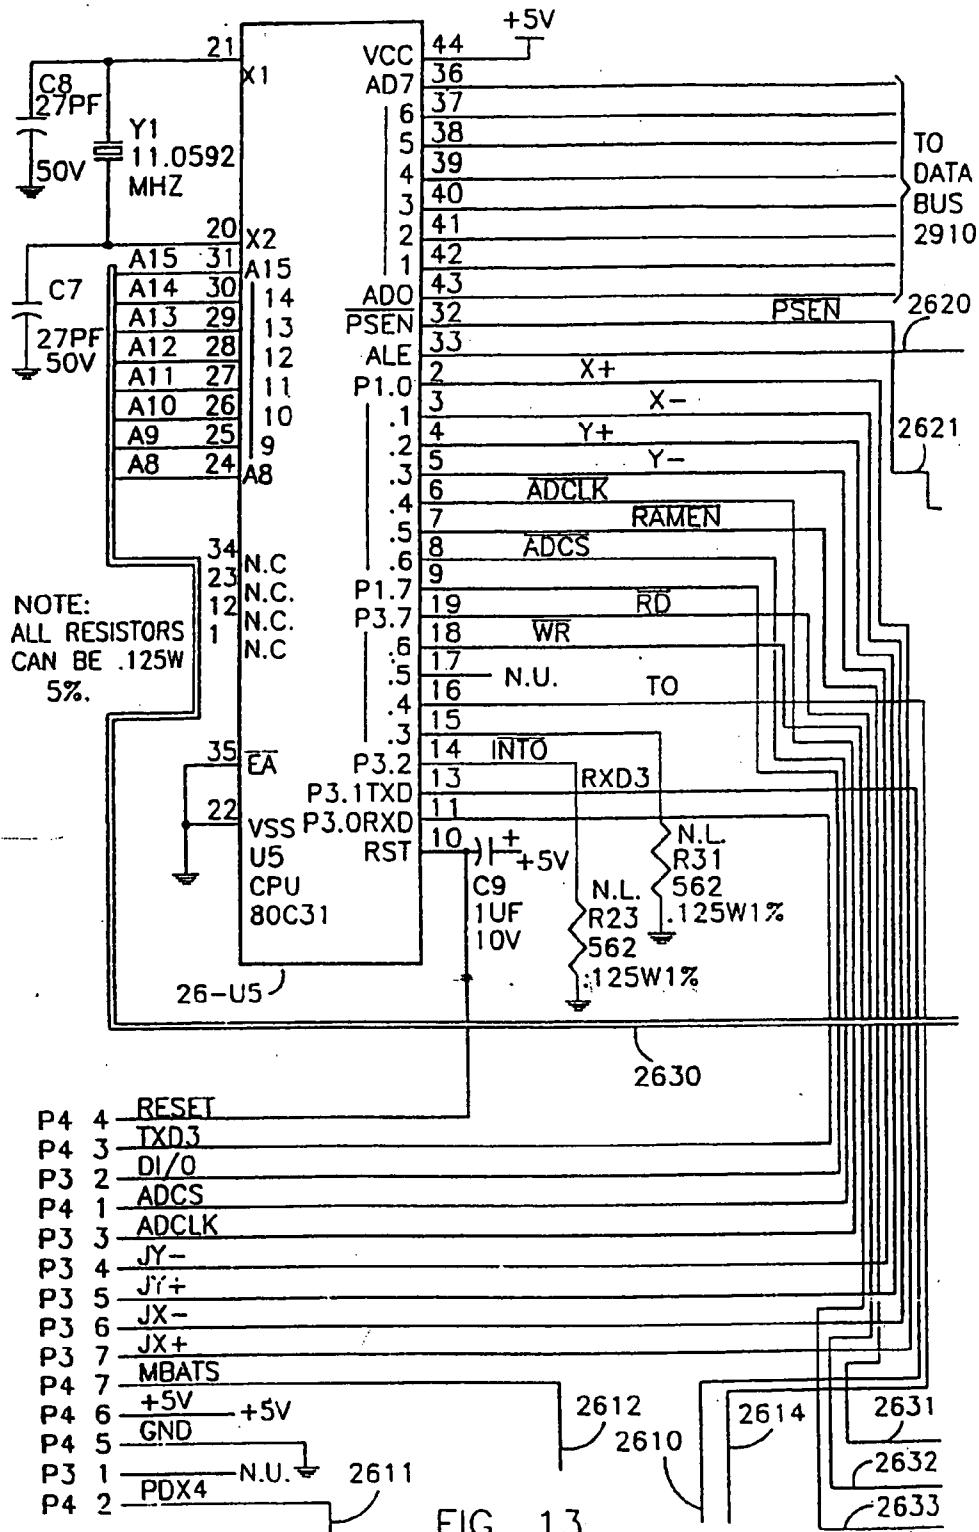 +5V
21 X1
VCC 44
C8
27PF
50V
Y1
11.0592
MHZ
AD7 36
6 37
5 38
4 39
3 40
2 41
1 42
AD0 43
TO
DATA
BUS
2910
20 X2
A15 31 A15
A14 30 14
A13 29 13
A12 28 12
A11 27 11
A10 26 10
A9 25 9
A8 24 A8
C7
27PF
50V
PSEN 32 PSEN
ALE 33
2620
P1.0 2 X+
.1 3 X-
.2 4 Y+
.3 5 Y-
2621
.4 6 ADCLK
.5 7 RAMEN
.6 8 ADCS
P1.7 9
P3.7 19 RD
.6 18 WR
.5 17 N.U.
.4 16 TO
.3 15
P3.2 14 INTO
P3.1TXD 13 RXD3
P3.0RXD 11
RST 10
34 N.C
23 N.C.
12 N.C.
1 N.C
NOTE:
ALL RESISTORS
CAN BE .125W
5%.
35 EA
22 VSS
U5
CPU
80C31
+
+5V
C9
1UF
10V
N.L.
R31
562
.125W1%
N.L.
R23
562
.125W1%
26-U5
2630
P4 4 RESET
P4 3 TXD3
P3 2 DI/O
P4 1 ADCS
P3 3 ADCLK
P3 4 JY-
P3 5 JY+
P3 6 JX-
P3 7 JX+
P4 7 MBATS
P4 6 +5V +5V
P4 5 GND
P3 1 N.U.
P4 2 PDX4
2611
2612
2610
2614
2631
2632
2633
FIG. 13